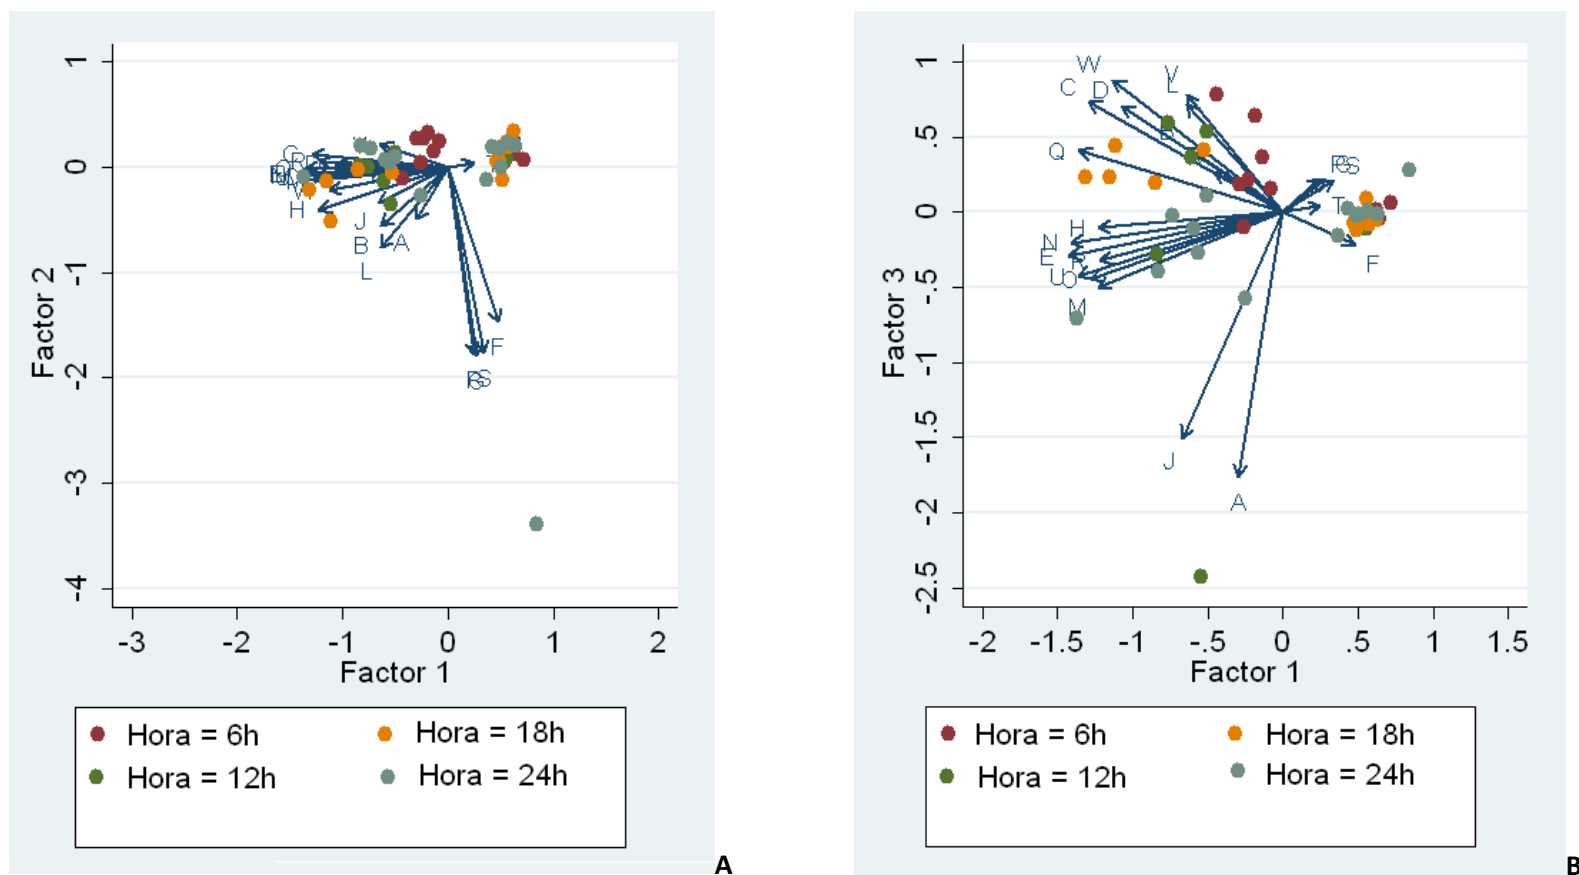 1
0
-1
-2
-3
-4
Factor 2
H
J
B
A
L
F
-3
-2
-1
0
1
2
Factor 1
Hora = 6h
Hora = 18h
Hora = 12h
Hora = 24h
A
1
.5
0
-.5
-1
-1.5
-2
-2.5
Factor 3
W
V
C
D
L
Q
T
H
N
E
F
U
O
M
J
A
-2
-1.5
-1
-.5
0
.5
1
1.5
Factor 1
Hora = 6h
Hora = 18h
Hora = 12h
Hora = 24h
B